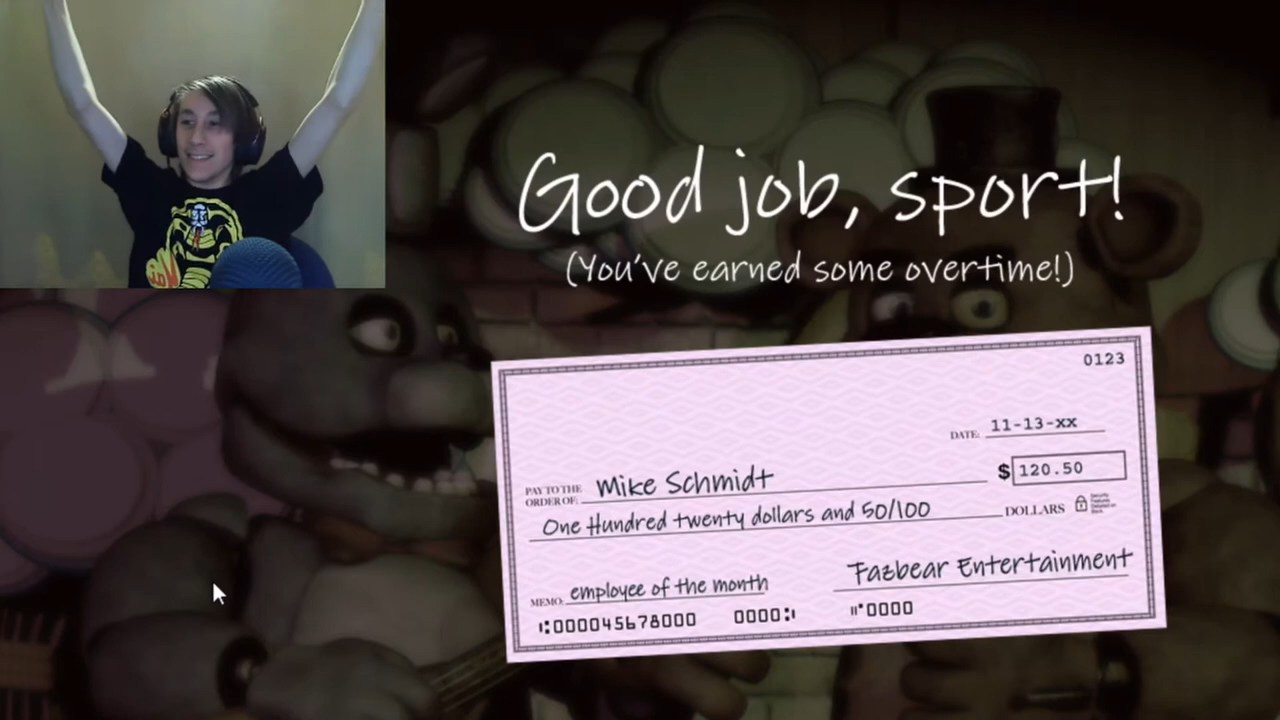 Good job, sport!
(You've earned some overtime!)
0123
DATE: 11-13-xx
PAY TO THE
ORDER OF: Mike Schmidt
$ 120.50
One Hundred twenty dollars and 50/100 DOLLARS
MEMO: employee of the month
Fazbear Entertainment
000045678000 0000 0000